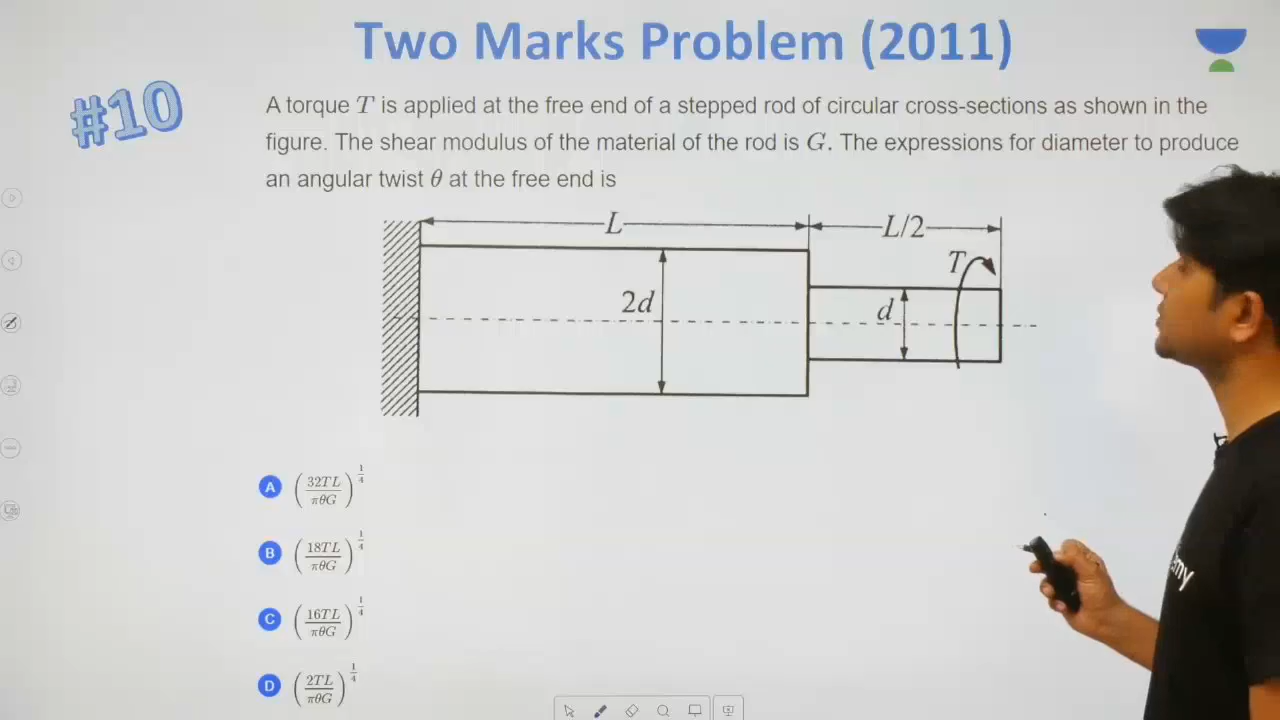 Two Marks Problem (2011)
#10
A torque T is applied at the free end of a stepped rod of circular cross-sections as shown in the
figure. The shear modulus of the material of the rod is G. The expressions for diameter to produce
an angular twist θ at the free end is
L
L/2
T
2d
d
A (32TL/πθG)^(1/4)
B (18TL/πθG)^(1/4)
C (16TL/πθG)^(1/4)
D (2TL/πθG)^(1/4)
my